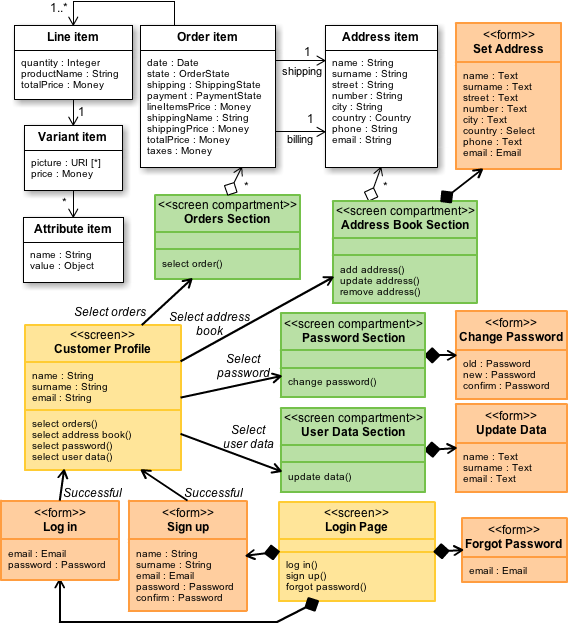 1..*
Line item
quantity : Integer
productName : String
totalPrice : Money
Order item
date : Date
state : OrderState
shipping : ShippingState
payment : PaymentState
lineItemsPrice : Money
shippingName : String
shippingPrice : Money
totalPrice : Money
taxes : Money
1
shipping
1
billing
Address item
name : String
surname : String
street : String
number : String
city : String
country : Country
phone : String
email : String
<<form>>
Set Address
name : Text
surname : Text
street : Text
number : Text
city : Text
country : Select
phone : Text
email : Email
1
Variant item
picture : URI [*]
price : Money
*
Attribute item
name : String
value : Object
*
<<screen compartment>>
Orders Section
select order()
*
<<screen compartment>>
Address Book Section
add address()
update address()
remove address()
Select orders
Select address
book
Select
password
Select
user data
<<screen>>
Customer Profile
name : String
surname : String
email : String
select orders()
select address book()
select password()
select user data()
<<screen compartment>>
Password Section
change password()
<<form>>
Change Password
old : Password
new : Password
confirm : Password
<<screen compartment>>
User Data Section
update data()
<<form>>
Update Data
name : Text
surname : Text
email : Text
Successful
Successful
<<form>>
Log in
email : Email
password : Password
<<form>>
Sign up
name : String
surname : String
email : Email
password : Password
confirm : Password
<<screen>>
Login Page
log in()
sign up()
forgot password()
<<form>>
Forgot Password
email : Email